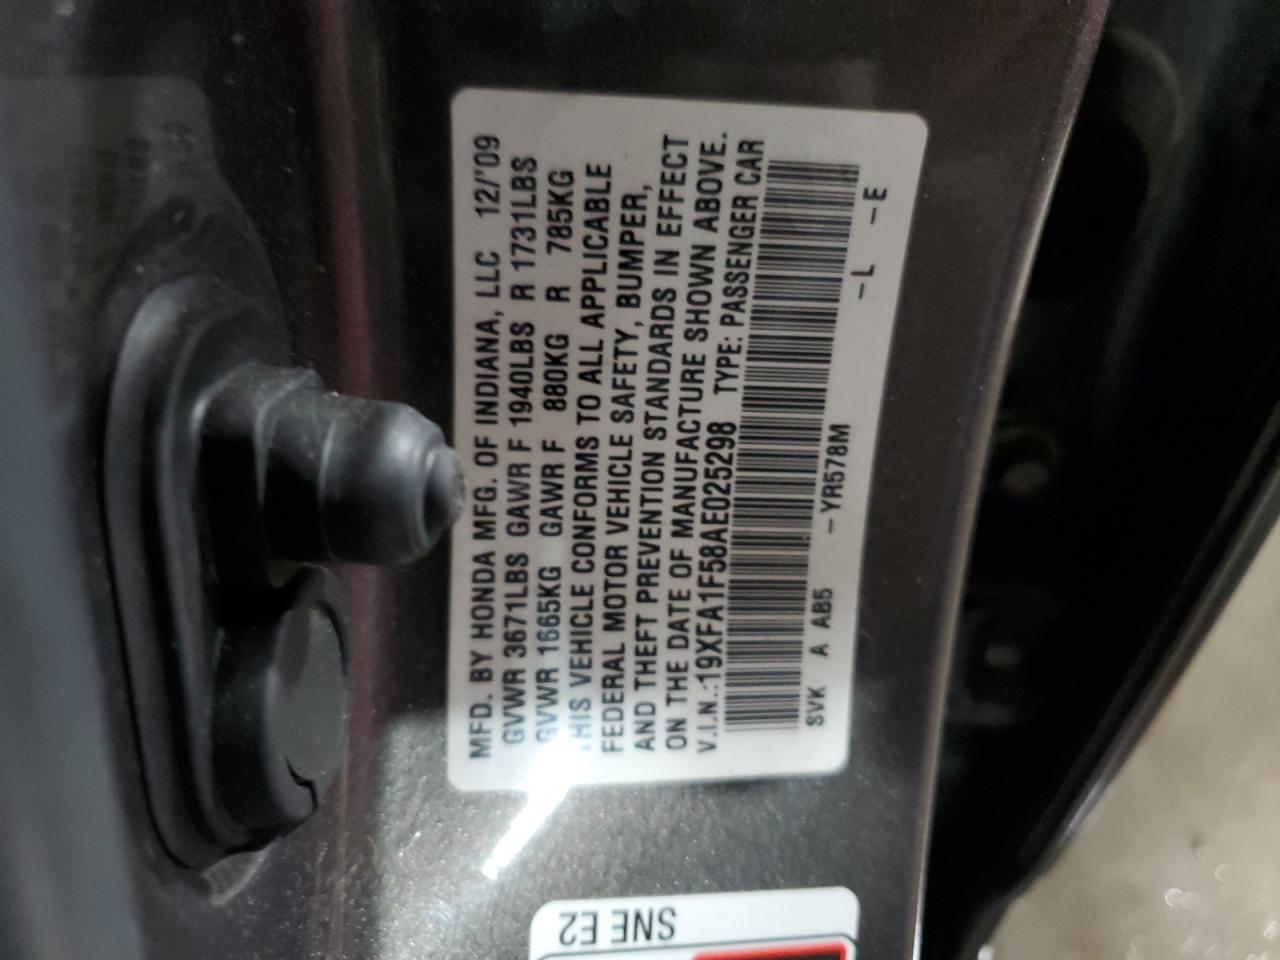 MFD. BY HONDA MFG. OF INDIANA, LLC 12/'09
GVWR 3671LBS GAWR F 1940LBS R 1731LBS
GVWR 1665KG GAWR F 880KG R 785KG
THIS VEHICLE CONFORMS TO ALL APPLICABLE
FEDERAL MOTOR VEHICLE SAFETY, BUMPER,
AND THEFT PREVENTION STANDARDS IN EFFECT
ON THE DATE OF MANUFACTURE SHOWN ABOVE.
V.I.N.:19XFA1F58AE025298 TYPE: PASSENGER CAR
SVK A AB5 -YR578M -L -E
SNE E2